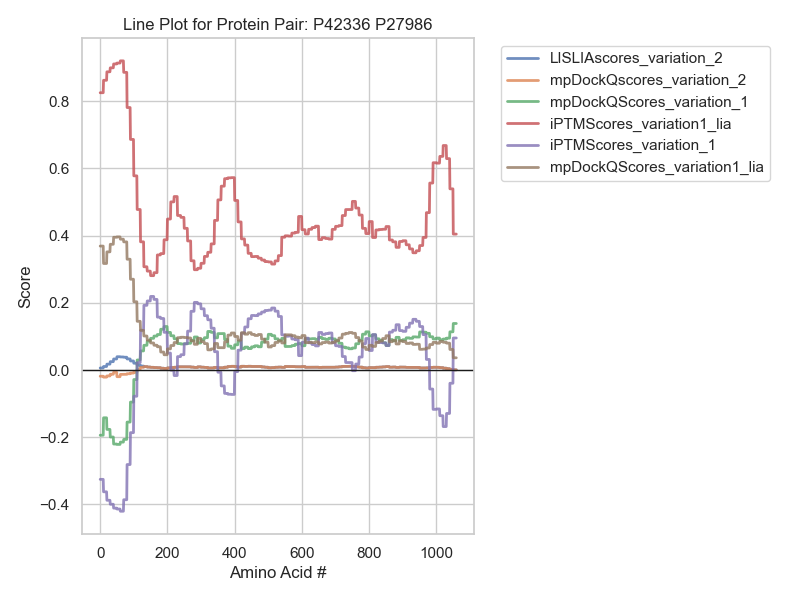 Line Plot for Protein Pair: P42336 P27986
LISLIAscores_variation_2
mpDockQscores_variation_2
mpDockQScores_variation_1
iPTMScores_variation1_lia
iPTMScores_variation_1
mpDockQScores_variation1_lia
Score
0.8
0.6
0.4
0.2
0.0
−0.2
−0.4
0 200 400 600 800 1000
Amino Acid #